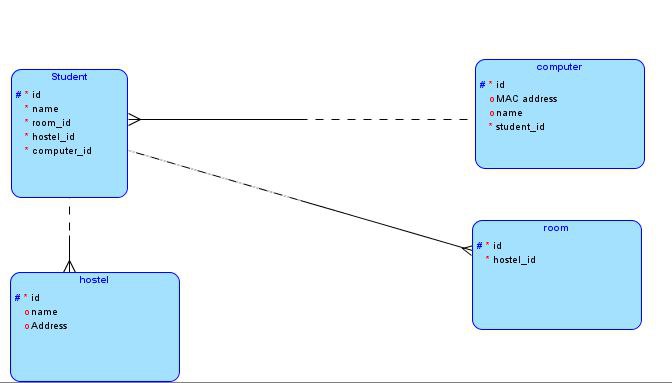 Student
# * id
* name
* room_id
* hostel_id
* computer_id
computer
# * id
o MAC address
o name
* student_id
room
# * id
* hostel_id
hostel
# * id
o name
o Address